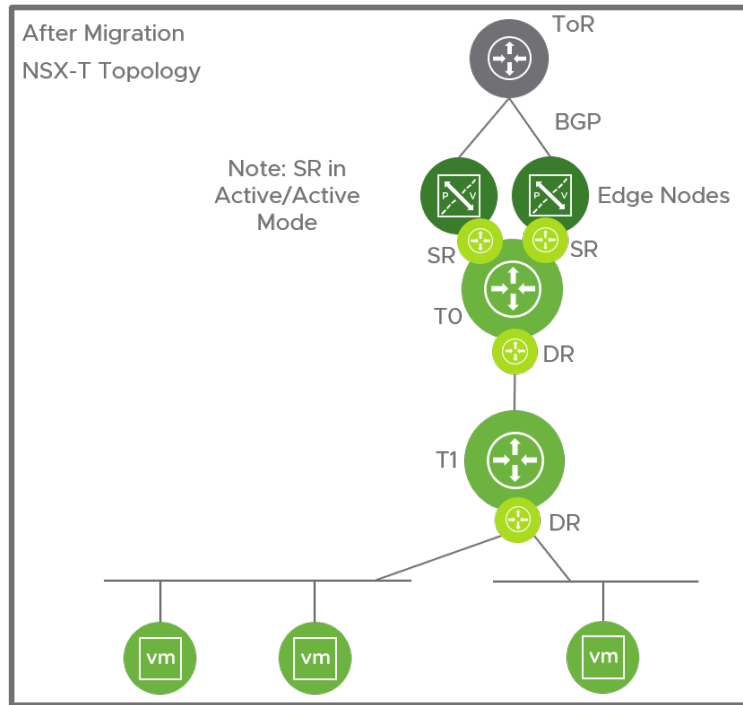 After Migration
NSX-T Topology
ToR
BGP
Note: SR in
Active/Active
Mode
P V
P V
Edge Nodes
SR
SR
T0
DR
T1
DR
vm
vm
vm